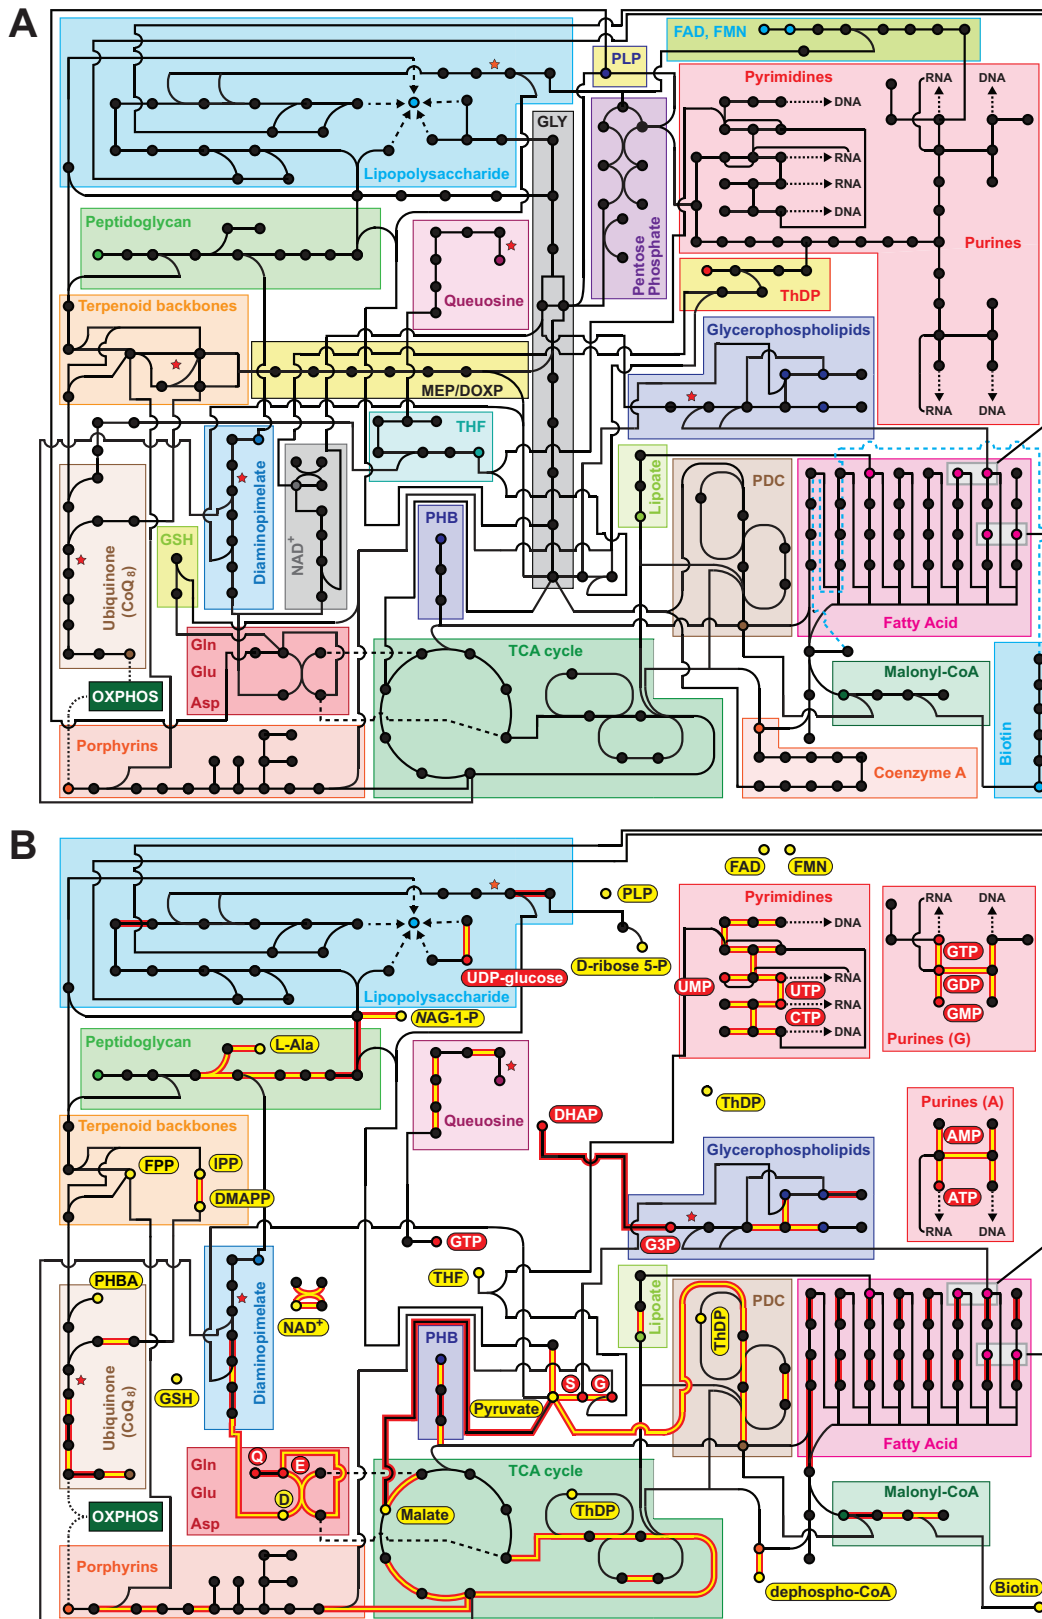 A
FAD, FMN
PLP
Pyrimidines
RNA
DNA
DNA
GLY
RNA
DNA
Lipopolysaccharide
Peptidoglycan
Pentose
Phosphate
Purines
Queuosine
ThDP
Terpenoid backbones
Glycerophospholipids
MEP/DOXP
RNA
DNA
THF
GSH
Ubiquinone
(CoQ8)
Diaminopimelate
NAD+
PHB
Lipoate
PDC
Fatty Acid
Gln
Glu
Asp
TCA cycle
Malonyl-CoA
OXPHOS
Biotin
Porphyrins
Coenzyme A
B
FAD
FMN
PLP
Pyrimidines
RNA
DNA
DNA
GTP
D-ribose 5-P
UDP-glucose
UMP
UTP
RNA
GDP
CTP
RNA
GMP
Lipopolysaccharide
NAG-1-P
DNA
Purines (G)
Peptidoglycan
L-Ala
Queuosine
ThDP
DHAP
Purines (A)
Terpenoid backbones
Glycerophospholipids
AMP
FPP
IPP
DMAPP
ATP
RNA
DNA
GTP
G3P
PHBA
THF
NAD+
GSH
Ubiquinone
(CoQ8)
Diaminopimelate
PHB
Lipoate
ThDP
PDC
S
G
Pyruvate
Fatty Acid
Gln
Glu
Asp
Q
E
D
TCA cycle
Malate
ThDP
Malonyl-CoA
OXPHOS
Porphyrins
dephospho-CoA
Biotin